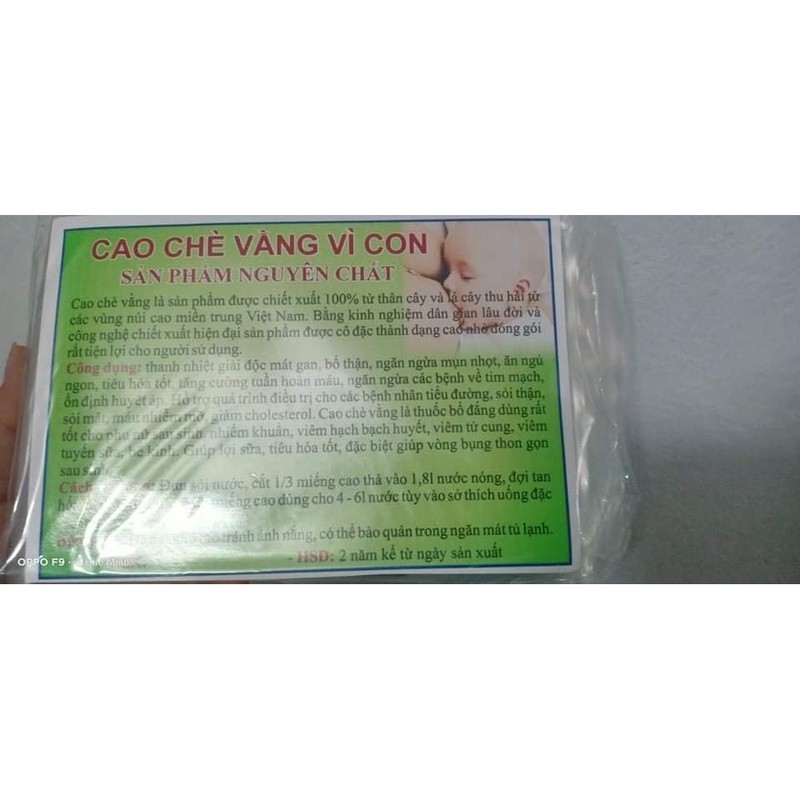 CAO CHÈ VẰNG VÌ CON
SẢN PHẨM NGUYÊN CHẤT
Cao chè vằng là sản phẩm được chiết xuất 100% từ thân cây và lá cây thu hái từ
các vùng núi cao miền trung Việt Nam. Bằng kinh nghiệm dân gian lâu đời và
công nghệ chiết xuất hiện đại sản phẩm được cô đặc thành dạng cao nhỏ đóng gói
rất tiện lợi cho người sử dụng.
Công dụng: thanh nhiệt giải độc mát gan, bổ thận, ngăn ngừa mụn nhọt, ăn ngủ
ngon, tiêu hóa tốt, tăng cường tuần hoàn máu, ngăn ngừa các bệnh về tim mạch,
ổn định huyết áp. Hỗ trợ quá trình điều trị cho các bệnh nhân tiểu đường, sỏi thận,
sỏi mật, máu nhiễm mỡ, giảm cholesterol. Cao chè vằng là thuốc bổ đắng dùng rất
tốt cho phụ nữ sau sinh, nhiễm khuẩn, viêm hạch bạch huyết, viêm tử cung, viêm
tuyến sữa, bế kinh. Giúp lợi sữa, tiêu hóa tốt, đặc biệt giúp vòng bụng thon gọn
sau sinh.
Cách Đun sôi nước, cắt 1/3 miếng cao thả vào 1,8l nước nóng, đợi tan
miếng cao dùng cho 4 - 6l nước tùy vào sở thích uống đặc
tránh ánh nắng, có thể bảo quản trong ngăn mát tủ lạnh.
- HSD: 2 năm kể từ ngày sản xuất
OPPO F9